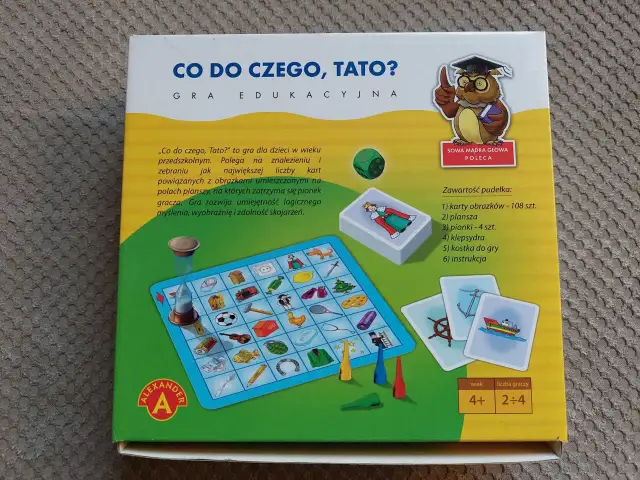 CO DO CZEGO, TATO?
GRA EDUKACYJNA
SOWA MĄDRA GŁOWA
POLECA
„Co do czego, Tato?" to gra dla dzieci w wieku
przedszkolnym. Polega na znalezieniu i
zebraniu jak największej liczby kart
powiązanych z obrazkami umieszczonymi na
polach planszy, na których zatrzyma się pionek
gracza. Gra rozwija umiejętność logicznego
myślenia, wyobraźnię i zdolność skojarzeń.
Zawartość pudełka:
1) karty obrazków - 108 szt.
2) plansza
3) pionki - 4 szt.
4) klepsydra
5) kostka do gry
6) instrukcja
ALEXANDER
A
wiek
4+
liczba graczy
2÷4